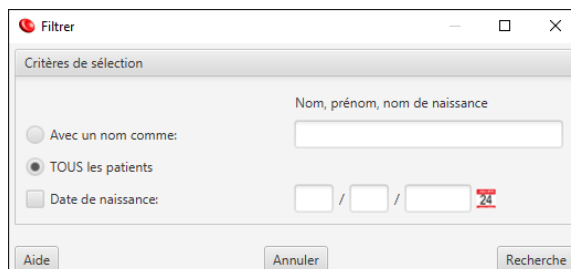 Filtrer
Critères de sélection
Nom, prénom, nom de naissance
Avec un nom comme:
TOUS les patients
Date de naissance: / / 24
Aide Annuler Recherche